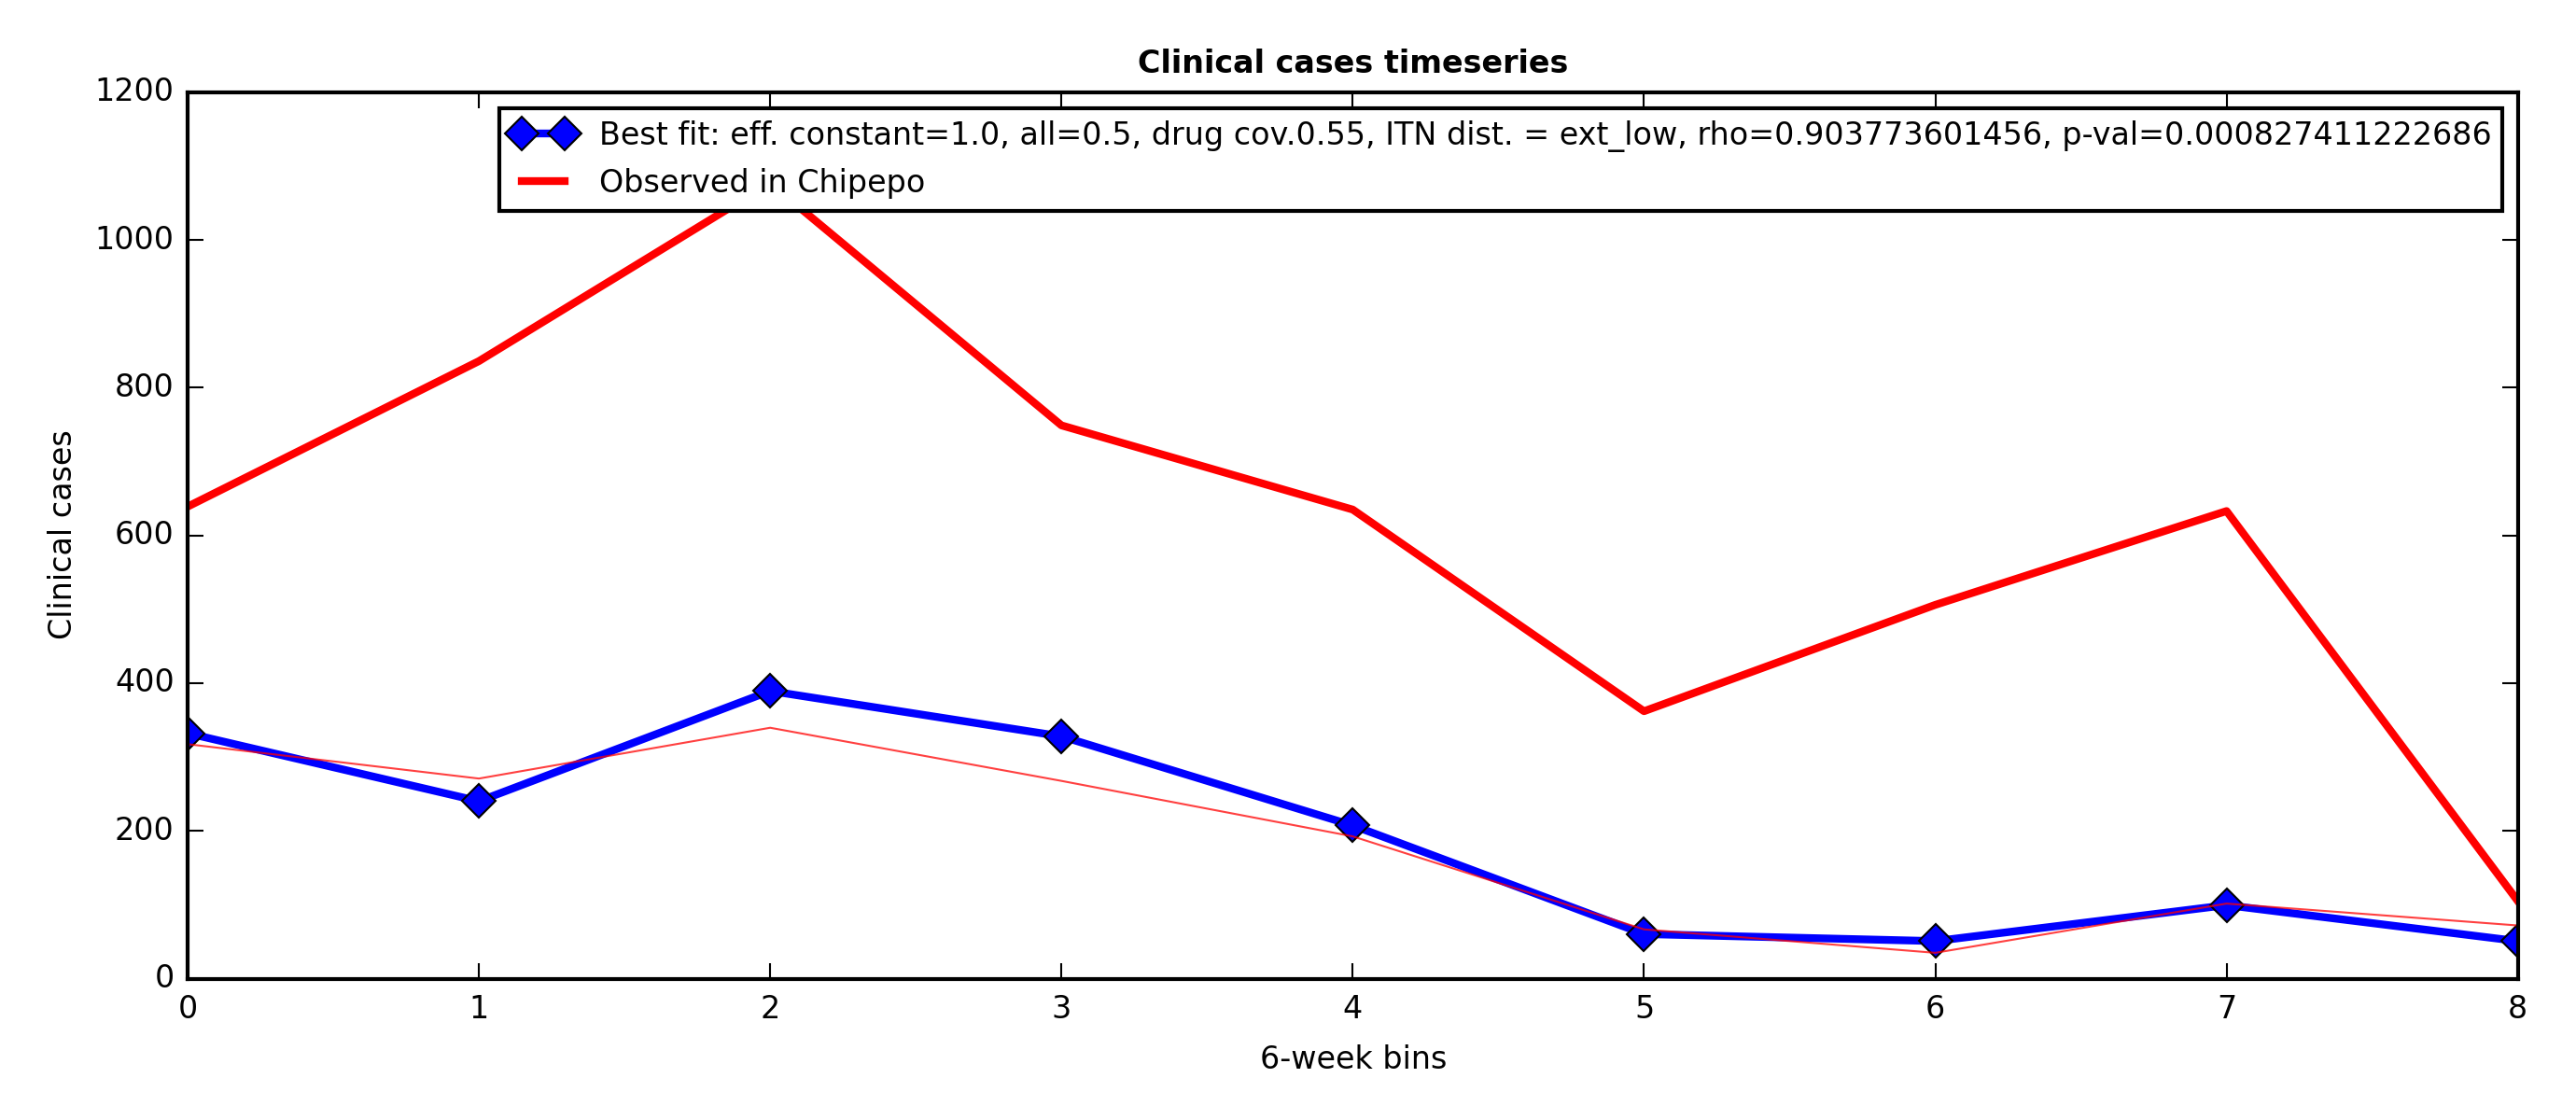 Clinical cases timeseries
1200
1000
800
600
400
200
0
Clinical cases
Best fit: eff. constant=1.0, all=0.5, drug cov.0.55, ITN dist. = ext_low, rho=0.903773601456, p-val=0.000827411222686
Observed in Chipepo
0 1 2 3 4 5 6 7 8
6-week bins